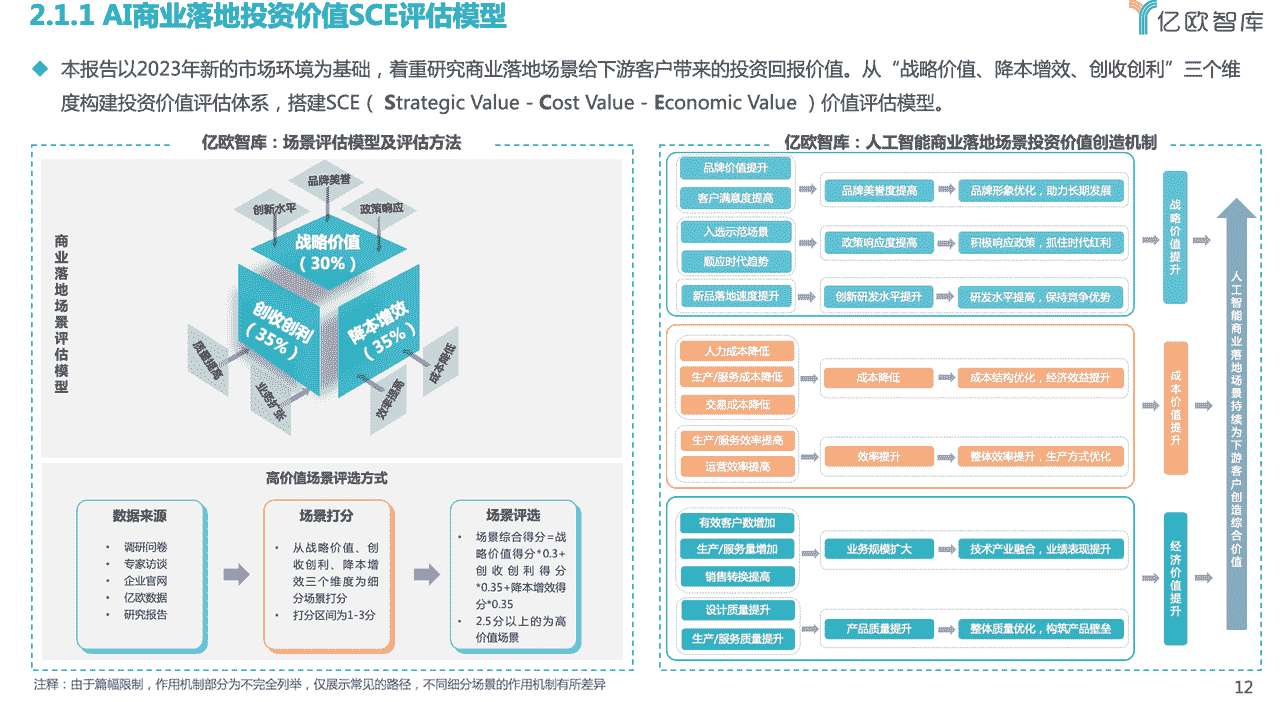 2.1.1 AI商业落地投资价值SCE评估模型
亿欧智库
本报告以2023年新的市场环境为基础，着重研究商业落地场景给下游客户带来的投资回报价值。从“战略价值、降本增效、创收创利”三个维
度构建投资价值评估体系，搭建SCE（ Strategic Value - Cost Value - Economic Value ）价值评估模型。
亿欧智库：场景评估模型及评估方法
商业落地场景评估模型
品牌美誉
创新水平
政策响应
战略价值
（30%）
创收创利
（35%）
降本增效
（35%）
质量提高
业务扩张
效率提高
成本降低
高价值场景评选方式
数据来源
• 调研问卷
• 专家访谈
• 企业官网
• 亿欧数据
• 研究报告
场景打分
• 从战略价值、创
收创利、降本增
效三个维度为细
分场景打分
• 打分区间为1-3分
场景评选
• 场景综合得分=战
略价值得分*0.3+
创收创利得分
*0.35+降本增效得
分*0.35
• 2.5分以上的为高
价值场景
亿欧智库：人工智能商业落地场景投资价值创造机制
品牌价值提升
客户满意度提高
品牌美誉度提高
品牌形象优化，助力长期发展
入选示范场景
顺应时代趋势
政策响应度提高
积极响应政策，抓住时代红利
新品落地速度提升
创新研发水平提升
研发水平提高，保持竞争优势
战略价值提升
人力成本降低
生产/服务成本降低
交易成本降低
成本降低
成本结构优化，经济效益提升
生产/服务效率提高
运营效率提高
效率提升
整体效率提升，生产方式优化
成本价值提升
有效客户数增加
生产/服务量增加
销售转换提高
业务规模扩大
技术产业融合，业绩表现提升
设计质量提升
生产/服务质量提升
产品质量提升
整体质量优化，构筑产品壁垒
经济价值提升
人工智能商业落地场景持续为下游客户创造综合价值
注释：由于篇幅限制，作用机制部分为不完全列举，仅展示常见的路径，不同细分场景的作用机制有所差异
12